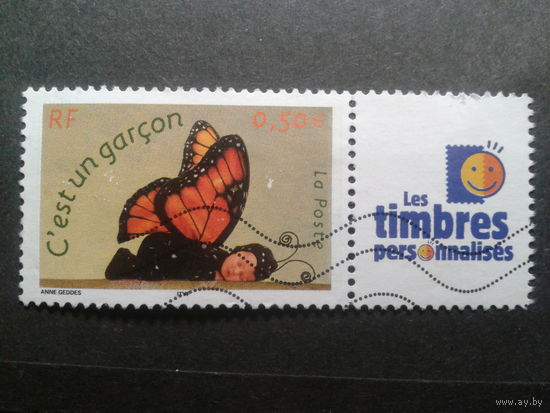 RF
0,50€
C'est un garçon
La Poste
ANNE GEDDES
Les
timbres
personnalisés
www.ay.by